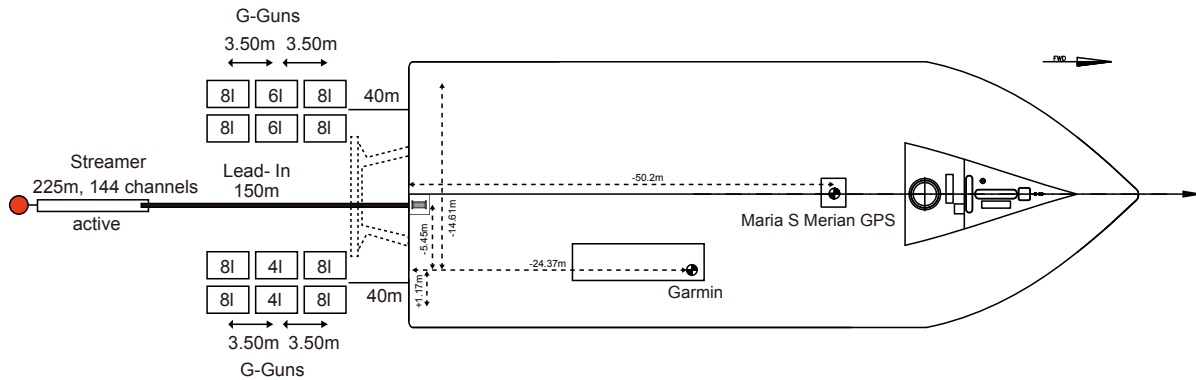 G-Guns
3.50m 3.50m
FWD
8l 6l 8l
40m
8l 6l 8l
Streamer
225m, 144 channels
active
Lead- In
150m
-50.2m
Maria S Merian GPS
-14.61m
-5.45m
-24.37m
Garmin
+1.17m
8l 4l 8l
8l 4l 8l
40m
3.50m 3.50m
G-Guns